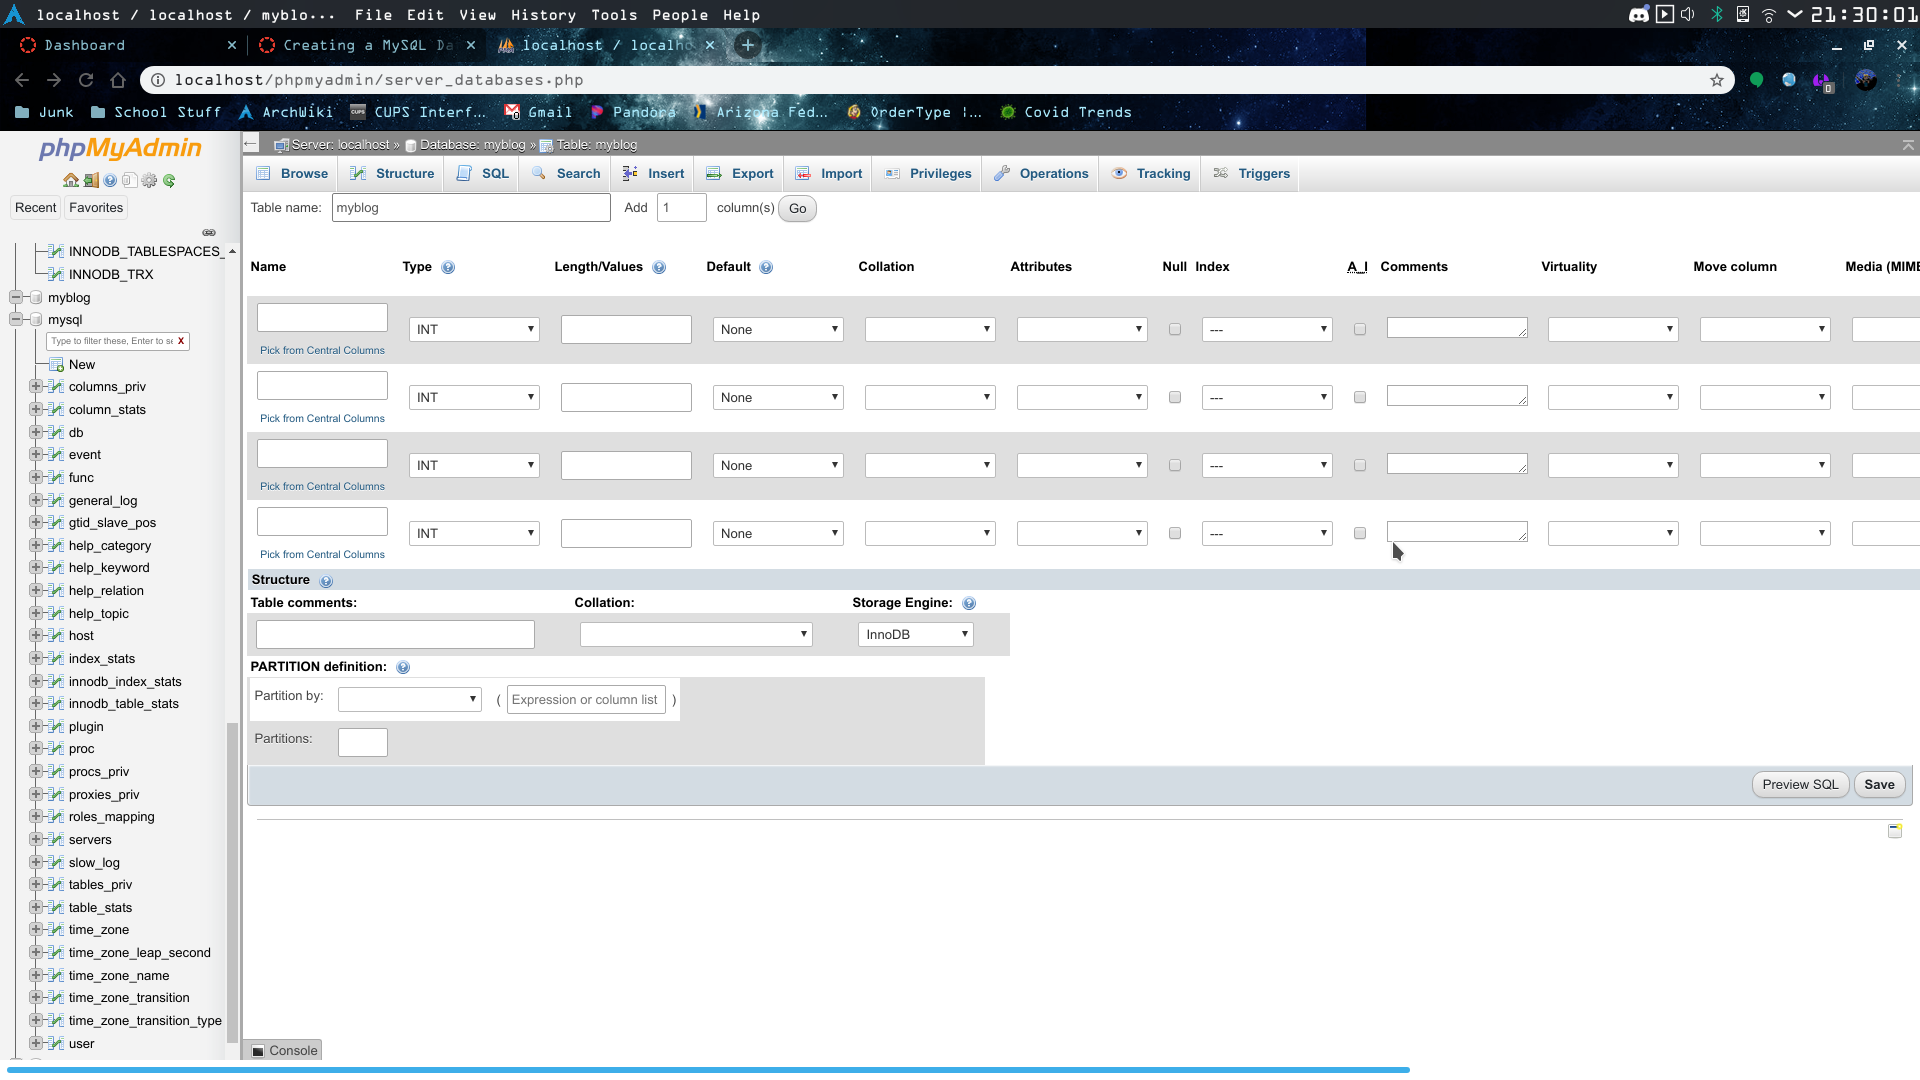 localhost / localhost / myblo... File Edit View History Tools People Help 21:30:01
Dashboard Creating a MySQL Da localhost / localho
localhost/phpmyadmin/server_databases.php 0
Junk School Stuff ArchWiki CUPS Interf... Gmail Pandora Arizona Fed... OrderType |... Covid Trends
phpMyAdmin
Recent Favorites
INNODB_TABLESPACES_
INNODB_TRX
myblog
mysql
Type to filter these, Enter to se X
New
columns_priv
column_stats
db
event
func
general_log
gtid_slave_pos
help_category
help_keyword
help_relation
help_topic
host
index_stats
innodb_index_stats
innodb_table_stats
plugin
proc
procs_priv
proxies_priv
roles_mapping
servers
slow_log
tables_priv
table_stats
time_zone
time_zone_leap_second
time_zone_name
time_zone_transition
time_zone_transition_type
user
Server: localhost » Database: myblog » Table: myblog
Browse Structure SQL Search Insert Export Import Privileges Operations Tracking Triggers
Table name: myblog Add 1 column(s) Go
Name Type Length/Values Default Collation Attributes Null Index A_I Comments Virtuality Move column Media (MIME
INT None ---
Pick from Central Columns
INT None ---
Pick from Central Columns
INT None ---
Pick from Central Columns
INT None ---
Pick from Central Columns
Structure
Table comments: Collation: Storage Engine:
InnoDB
PARTITION definition:
Partition by: ( Expression or column list )
Partitions:
Preview SQL Save
Console